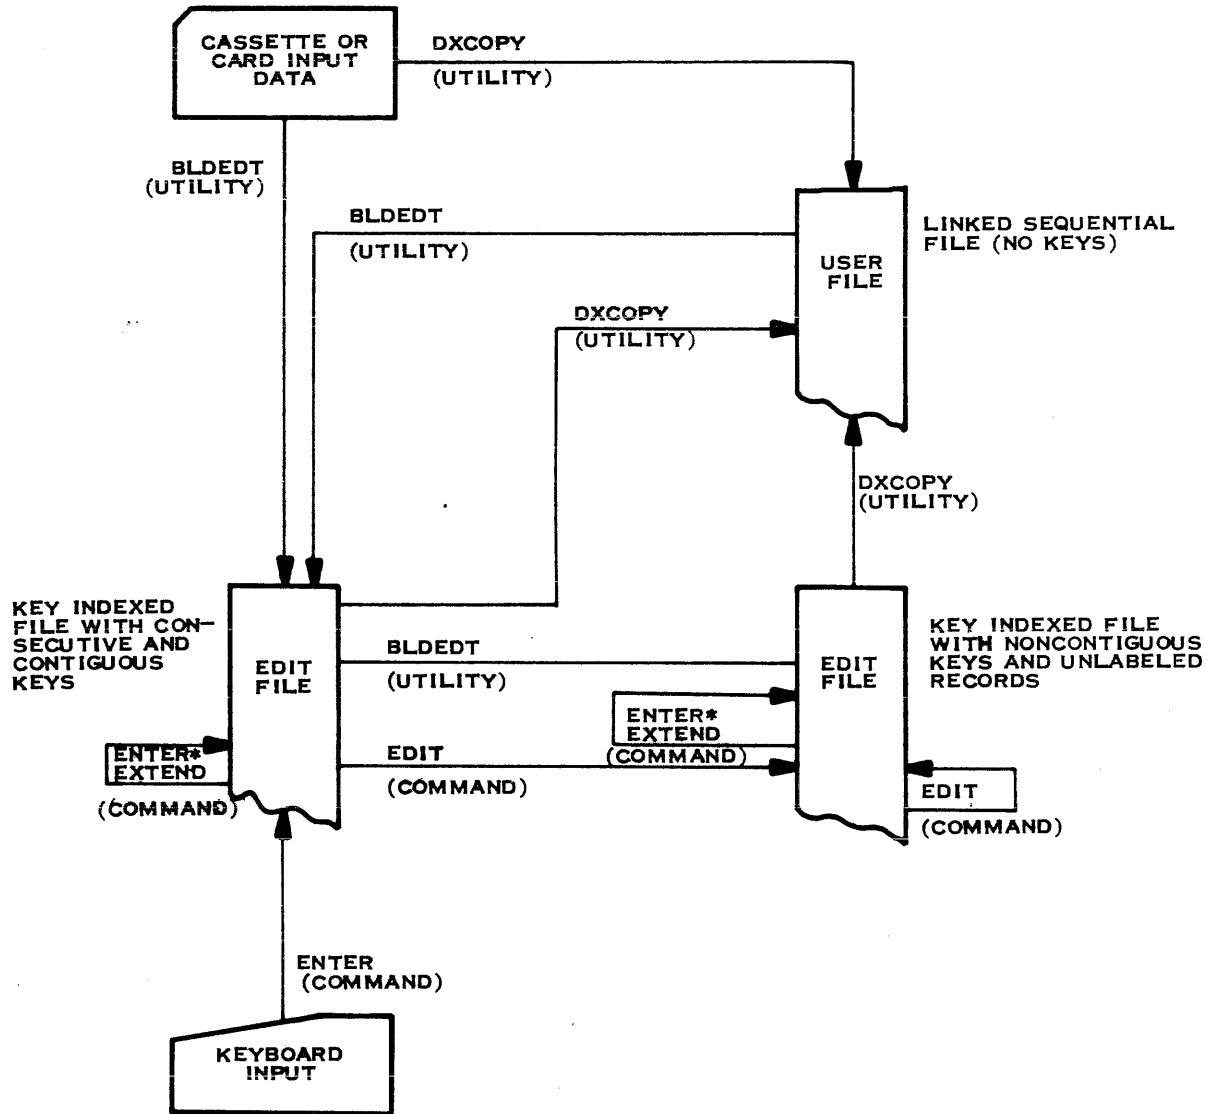 CASSETTE OR
CARD INPUT
DATA
DXCOPY
(UTILITY)
BLDEDT
(UTILITY)
BLDEDT
(UTILITY)
LINKED SEQUENTIAL
FILE (NO KEYS)
USER
FILE
DXCOPY
(UTILITY)
DXCOPY
(UTILITY)
KEY INDEXED
FILE WITH CON-
SECUTIVE AND
CONTIGUOUS
KEYS
EDIT
FILE
BLDEDT
(UTILITY)
EDIT
FILE
KEY INDEXED FILE
WITH NONCONTIGUOUS
KEYS AND UNLABELED
RECORDS
ENTER*
EXTEND
(COMMAND)
ENTER*
EXTEND
(COMMAND)
EDIT
(COMMAND)
EDIT
(COMMAND)
ENTER
(COMMAND)
KEYBOARD
INPUT